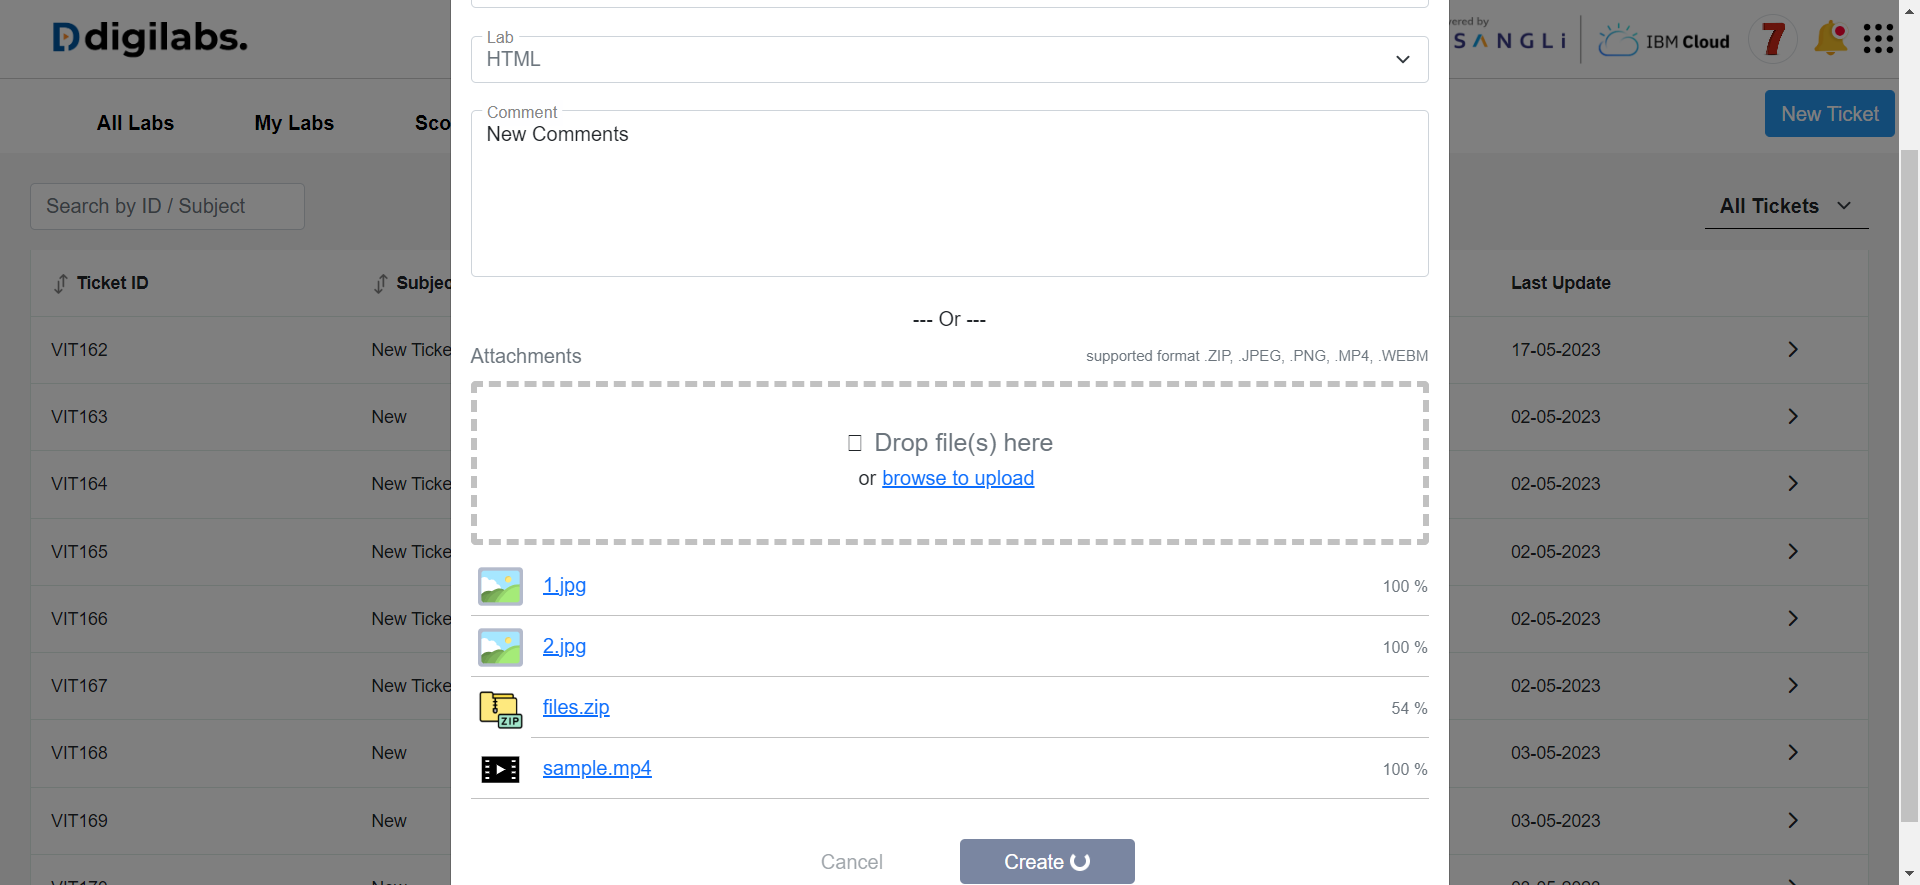 digilabs.
ered by
SANGLi
IBM Cloud
7
All Labs
My Labs
Sco
New Ticket
Lab
HTML
Comment
New Comments
Search by ID / Subject
All Tickets
Ticket ID
Subjec
Last Update
VIT162
New Ticke
17-05-2023
VIT163
New
02-05-2023
VIT164
New Ticke
02-05-2023
VIT165
New Ticke
02-05-2023
VIT166
New Ticke
02-05-2023
VIT167
New Ticke
02-05-2023
VIT168
New
03-05-2023
VIT169
New
03-05-2023
--- Or ---
Attachments
supported format .ZIP, .JPEG, .PNG, .MP4, .WEBM
Drop file(s) here
or browse to upload
1.jpg
100 %
2.jpg
100 %
ZIP
files.zip
54 %
sample.mp4
100 %
Cancel
Create